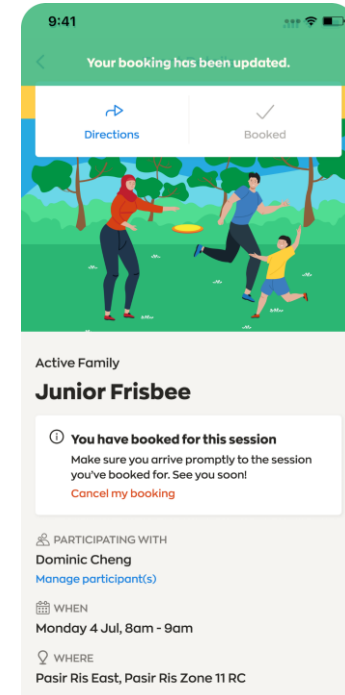 9:41
Your booking has been updated.
Directions
Booked
Active Family
Junior Frisbee
You have booked for this session
Make sure you arrive promptly to the session
you've booked for. See you soon!
Cancel my booking
PARTICIPATING WITH
Dominic Cheng
Manage participant(s)
WHEN
Monday 4 Jul, 8am - 9am
WHERE
Pasir Ris East, Pasir Ris Zone 11 RC